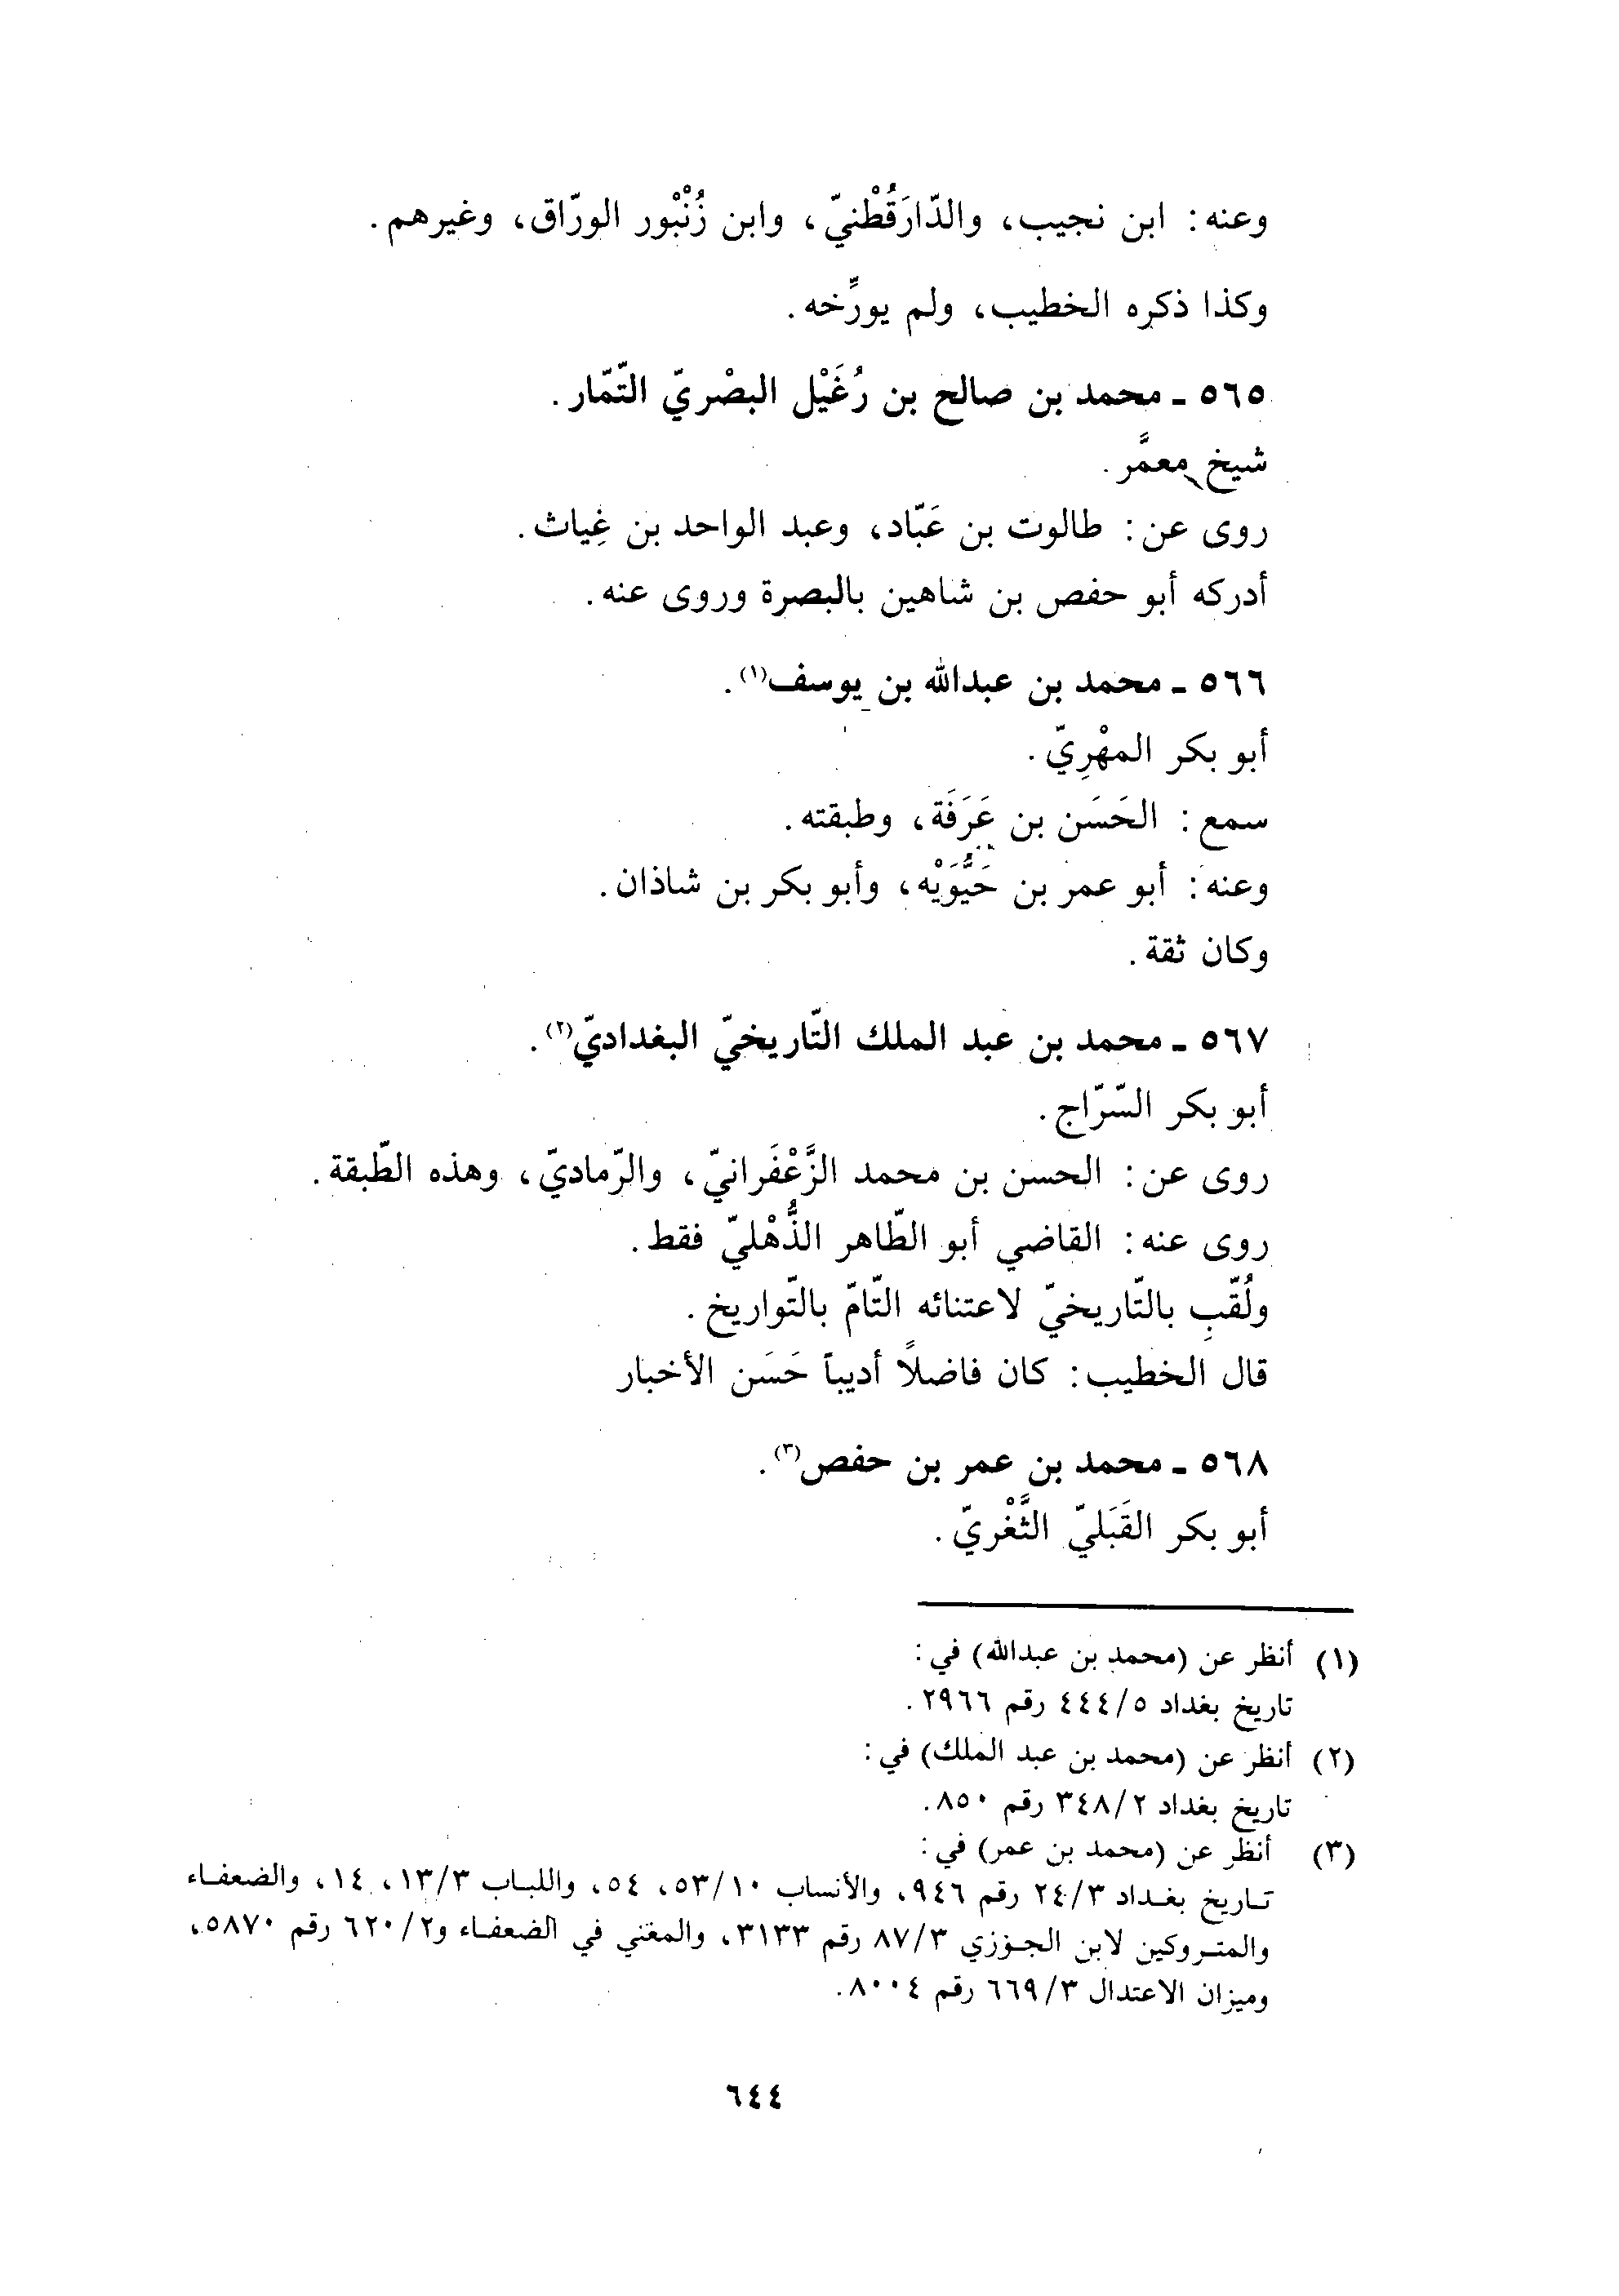 وعنه: ابن نجيب، والدّارَقُطْنيّ، وابن زُنْبْور الورّاق، وغيرهم.
وكذا ذكره الخطيب، ولم يورِّخه.
٥٦٥ ـ محمد بن صالح بن رُغَيْل البصْريّ التّمّار.
شيخ معمَّر.
روى عن: طالوت بن عَبّاد، وعبد الواحد بن غِياث.
أدركه أبو حفص بن شاهين بالبصرة وروى عنه.
٥٦٦ ـ محمد بن عبدالله بن يوسف(١).
أبو بكر المهْرِيّ.
سمع: الحَسَن بن عَرَفَة، وطبقته.
وعنه: أبو عمر بن حَيُّوَيْه، وأبو بكر بن شاذان.
وكان ثقة.
٥٦٧ ـ محمد بن عبد الملك التّاريخيّ البغداديّ(٢).
أبو بكر السّرّاج.
روى عن: الحسن بن محمد الزَّعْفَرانيّ، والرّماديّ، وهذه الطّبقة.
روى عنه: القاضي أبو الطّاهر الذُّهْليّ فقط.
ولُقّبِ بالتّاريخيّ لاعتنائه التّامّ بالتّواريخ.
قال الخطيب: كان فاضلًا أديباً حَسَن الأخبار
٥٦٨ ـ محمد بن عمر بن حفص(٣).
أبو بكر القَبَليّ الثَّغْريّ.
(١) أنظر عن (محمد بن عبدالله) في:
تاريخ بغداد ٤٤٤/٥ رقم ٢٩٦٦.
(٢) أنظر عن (محمد بن عبد الملك) في:
تاريخ بغداد ٣٤٨/٢ رقم ٨٥٠.
(٣) أنظر عن (محمد بن عمر) في:
تاريخ بغداد ٢٤/٣ رقم ٩٤٦، والأنساب ٥٣/١٠، ٥٤، واللباب ١٣/٣، ١٤، والضعفاء
والمتروكين لابن الجوزي ٨٧/٣ رقم ٣١٣٣، والمغني في الضعفاء و٦٢٠/٢ رقم ٥٨٧٠،
وميزان الاعتدال ٦٦٩/٣ رقم ٨٠٠٤.
٦٤٤